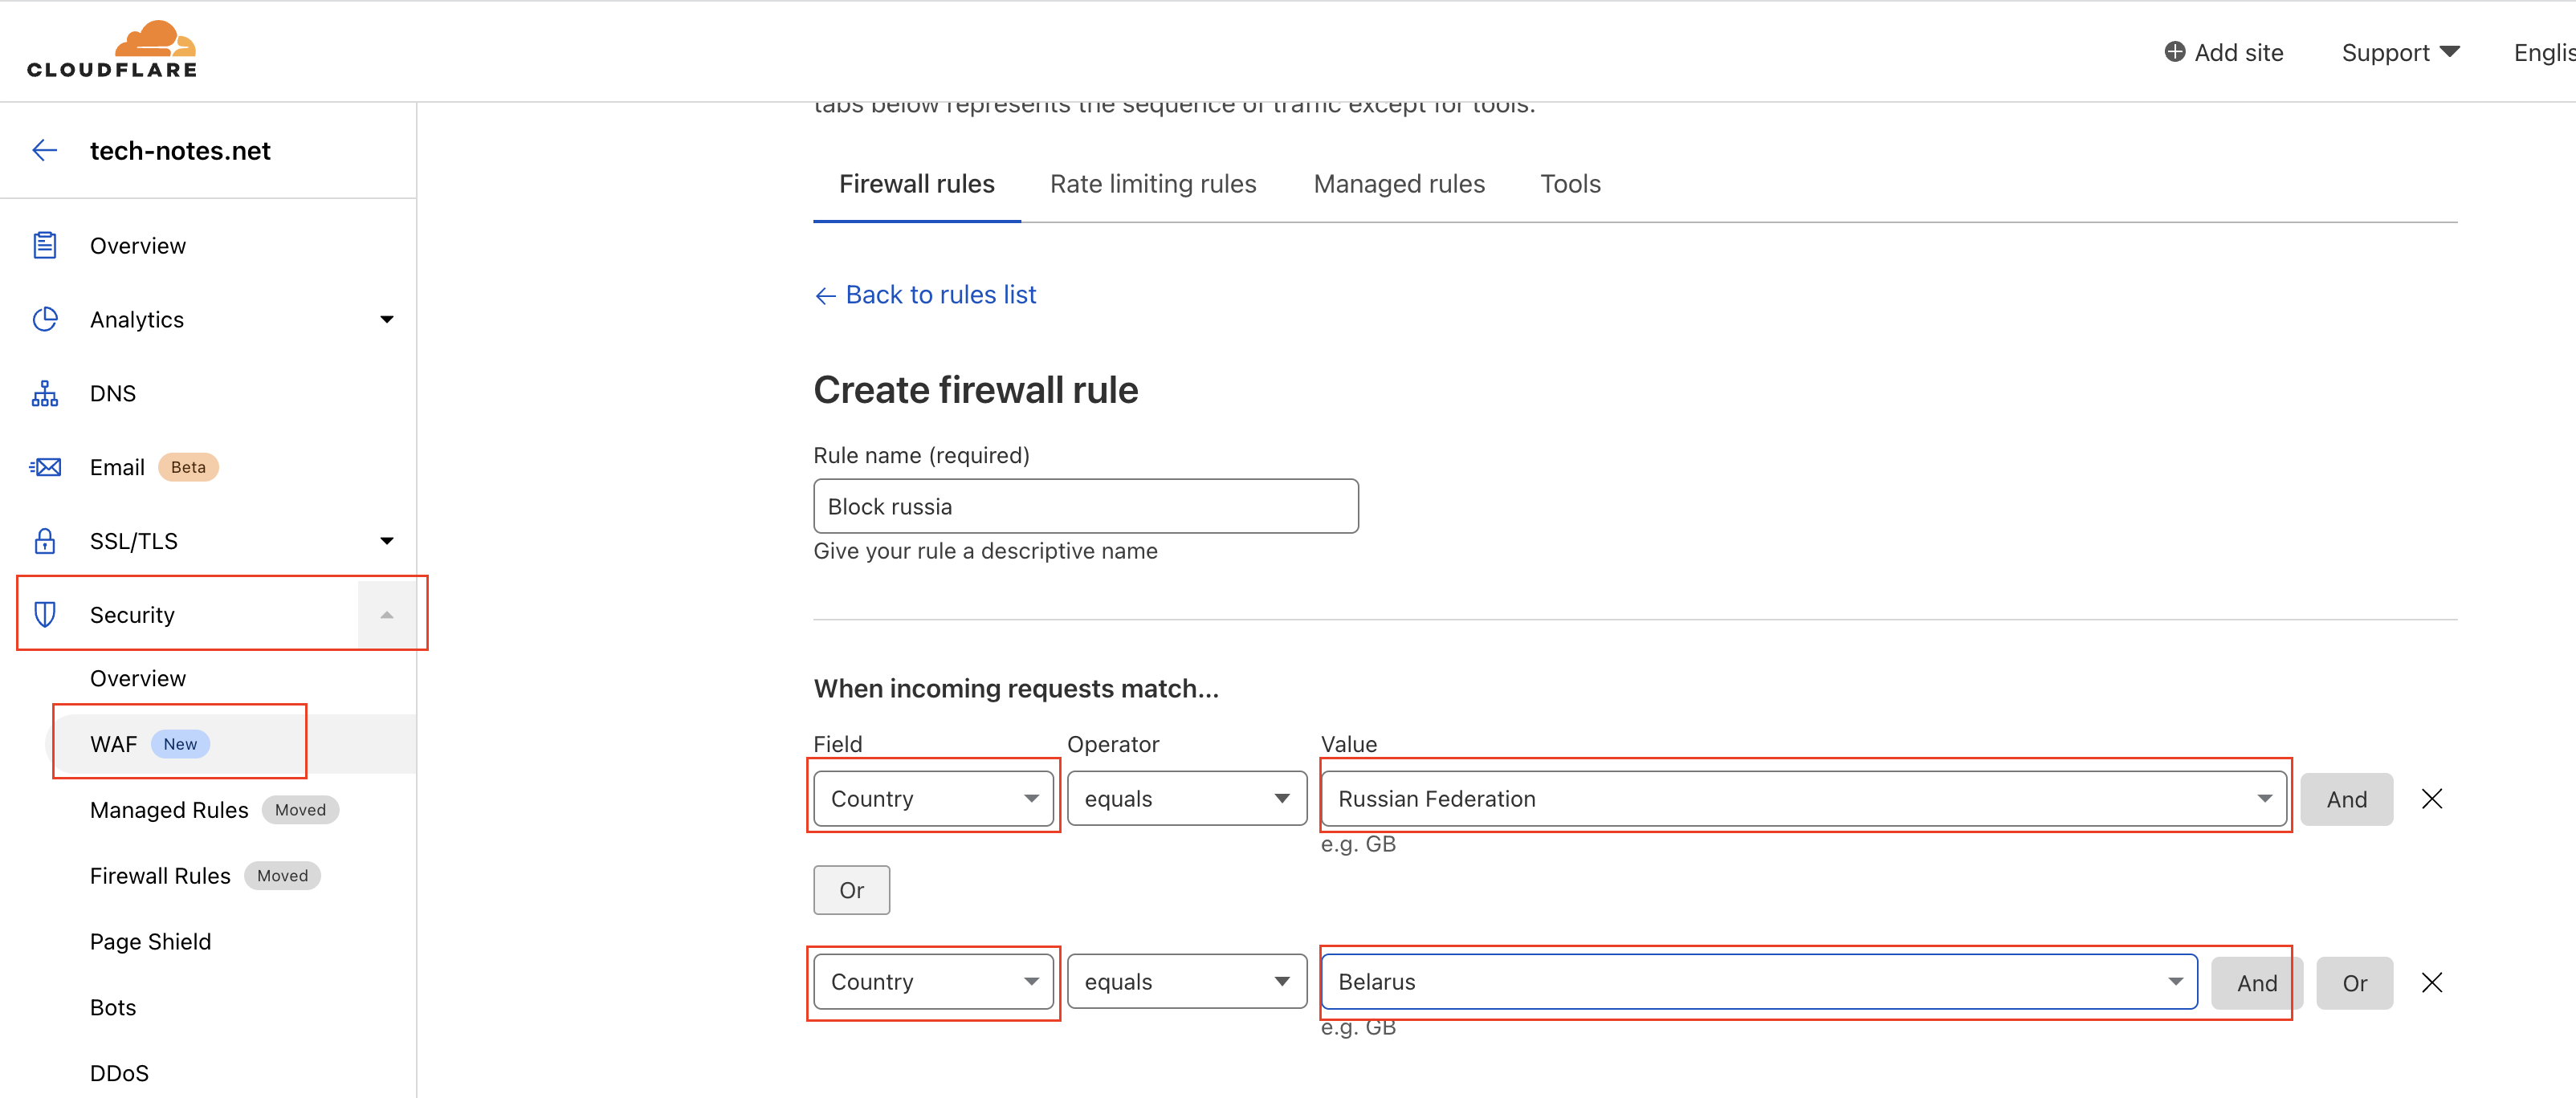 CLOUDFLARE
Add site
Support
Englis
tech-notes.net
Overview
Analytics
DNS
Email Beta
SSL/TLS
Security
Overview
WAF New
Managed Rules Moved
Firewall Rules Moved
Page Shield
Bots
DDoS
tabs below represents the sequence of traffic except for tools.
Firewall rules Rate limiting rules Managed rules Tools
← Back to rules list
Create firewall rule
Rule name (required)
Block russia
Give your rule a descriptive name
When incoming requests match...
Field Operator Value
Country equals Russian Federation And
e.g. GB
Or
Country equals Belarus And Or
e.g. GB